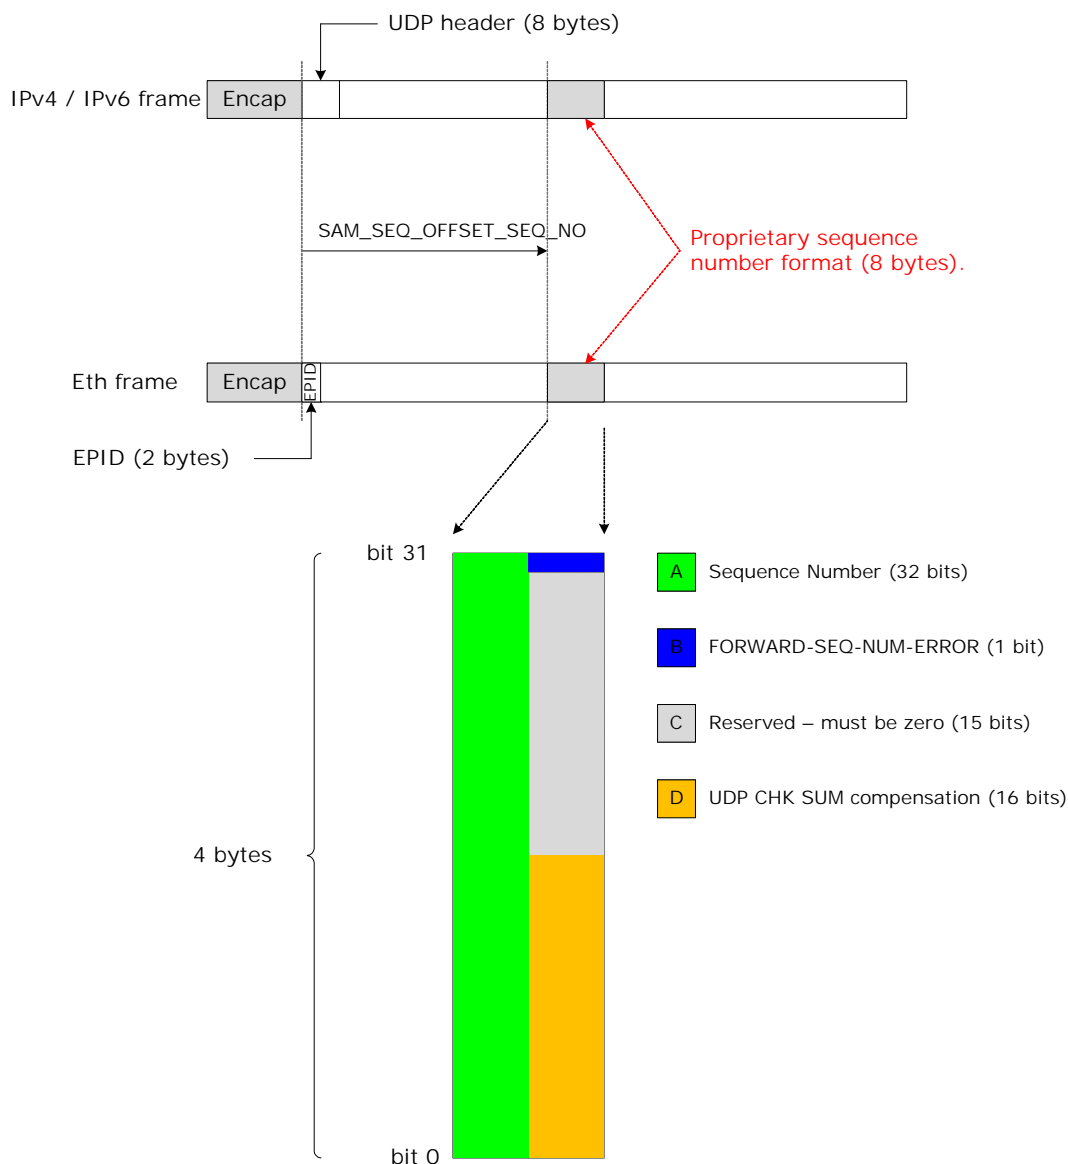 UDP header (8 bytes)
IPv4 / IPv6 frame
Encap
SAM_SEQ_OFFSET_SEQ_NO
Proprietary sequence
number format (8 bytes).
Eth frame
Encap
EPID
EPID (2 bytes)
bit 31
A
Sequence Number (32 bits)
B
FORWARD-SEQ-NUM-ERROR (1 bit)
C
Reserved – must be zero (15 bits)
D
UDP CHK SUM compensation (16 bits)
4 bytes
bit 0